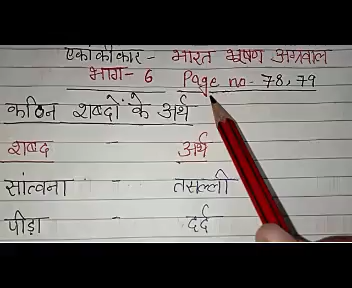 एकांकीकार - भारत भूषण अग्रवाल
भाग- 6 Page no- 78,79
कठिन शब्दों के अर्थ
शब्द - अर्थ
सांत्वना - तसल्ली
पीड़ा - दर्द